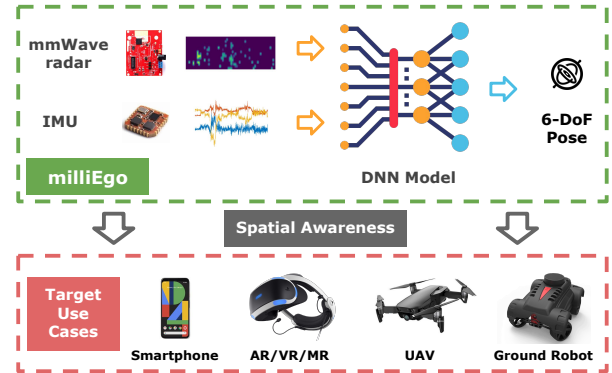 mmWave
radar
IMU
6-DoF
Pose
milliEgo
DNN Model
Spatial Awareness
Target
Use
Cases
Smartphone
AR/VR/MR
UAV
Ground Robot